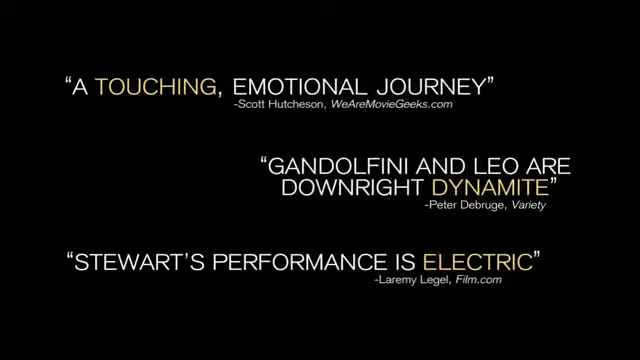 “A TOUCHING, EMOTIONAL JOURNEY”
-Scott Hutcheson, WeAreMovieGeeks.com
“GANDOLFINI AND LEO ARE
DOWNRIGHT DYNAMITE”
-Peter Debruge, Variety
“STEWART’S PERFORMANCE IS ELECTRIC”
-Laremy Legel, Film.com